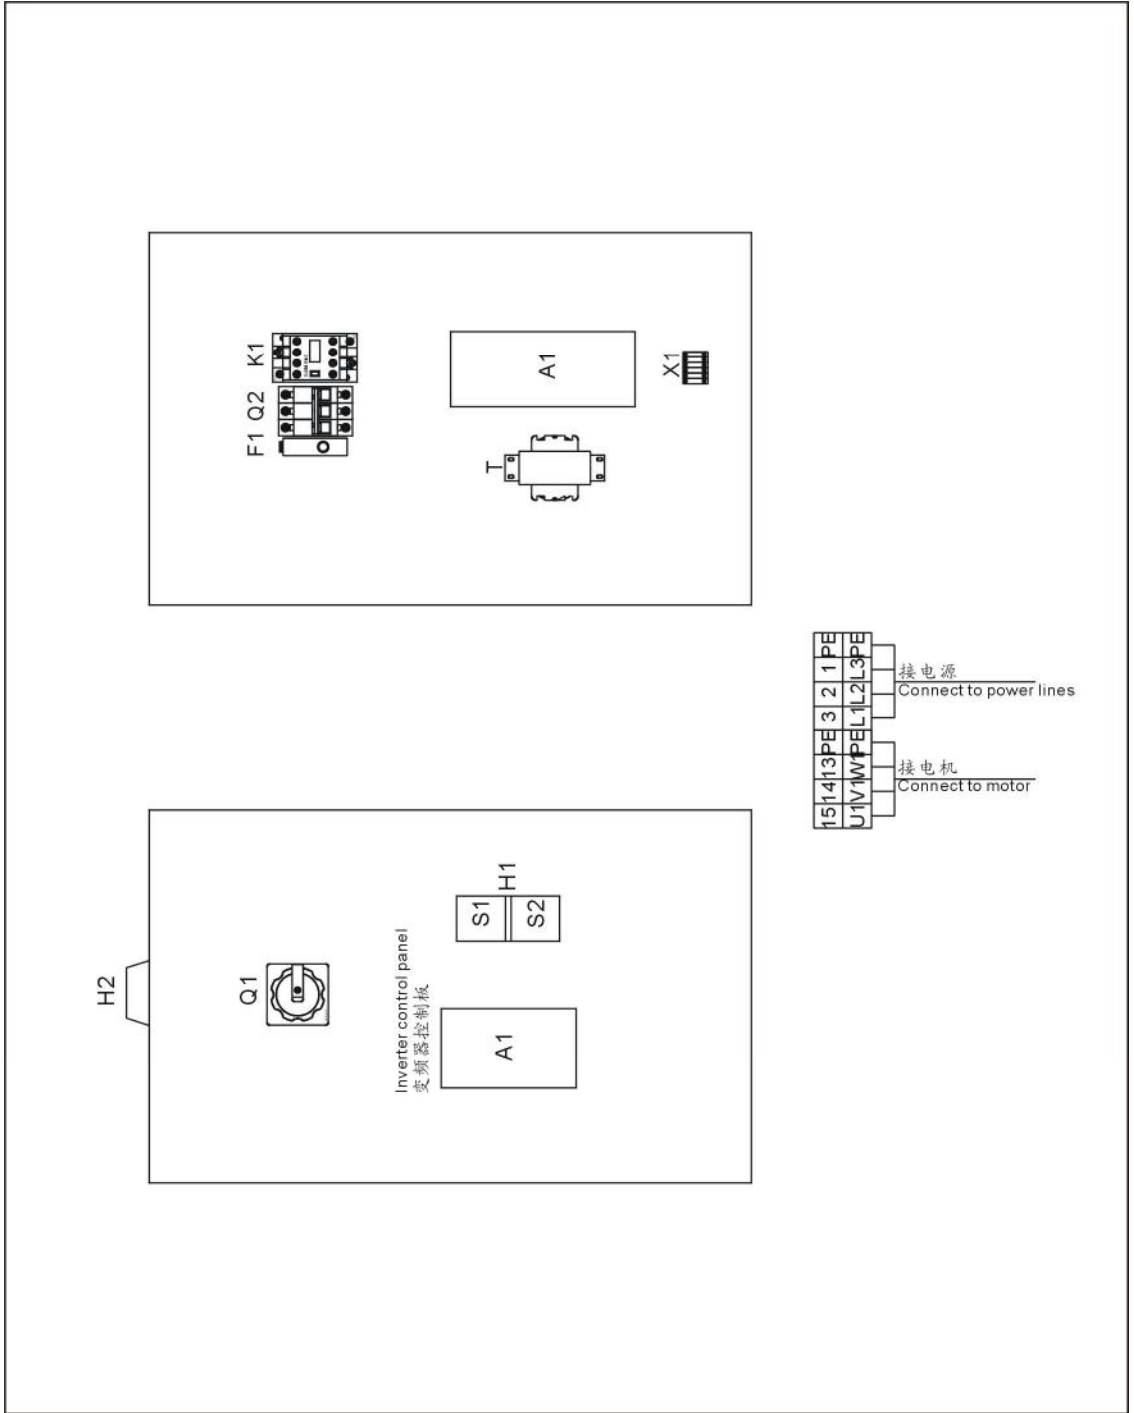 H2
Q1
Inverter control panel
变频器控制板
A1
S1
S2
H1
F1 Q2 K1
T
A1
X1
15 14 13 PE 3 2 1 PE
U1 V1 W1 PE L1 L2 L3 PE
接电机
Connect to motor
接电源
Connect to power lines